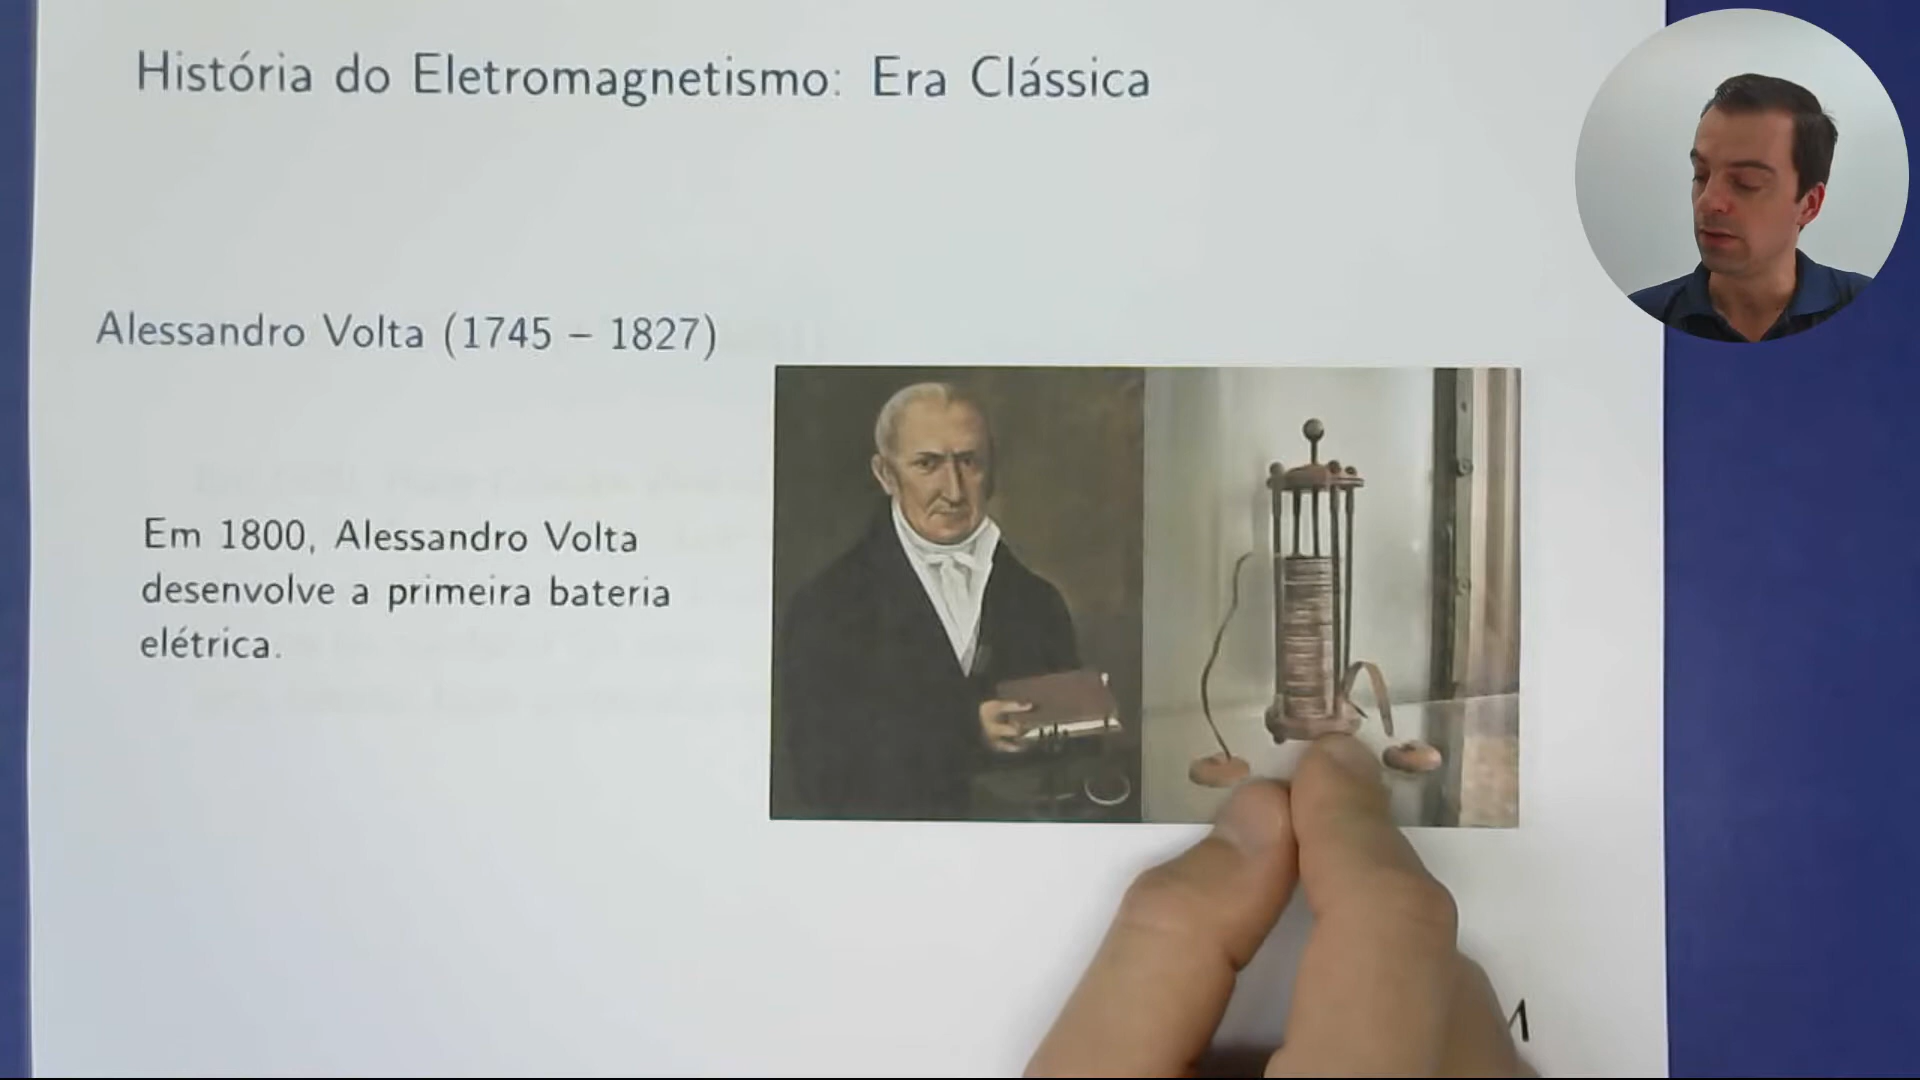 História do Eletromagnetismo: Era Clássica
Alessandro Volta (1745 – 1827)
Em 1800, Alessandro Volta
desenvolve a primeira bateria
elétrica.